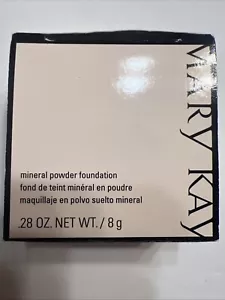 MARY KAY
mineral powder foundation
fond de teint minéral en poudre
maquillaje en polvo suelto mineral
.28 OZ. NET WT. / 8 g